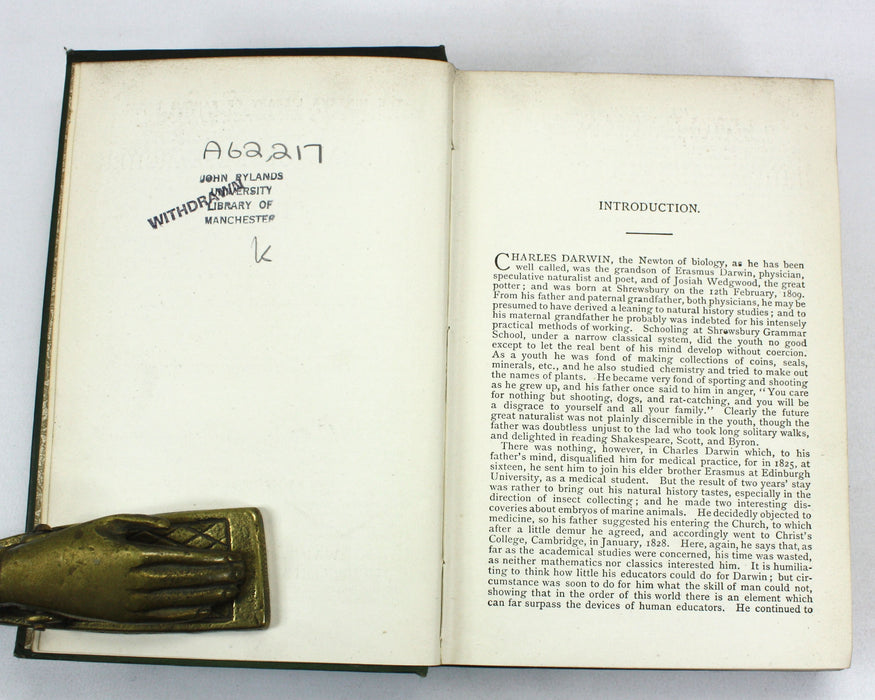 A62,217
JOHN RYLANDS
UNIVERSITY
LIBRARY OF
MANCHESTER
WITHDRAWN
K
INTRODUCTION.
CHARLES DARWIN, the Newton of biology, as he has been
well called, was the grandson of Erasmus Darwin, physician,
speculative naturalist and poet, and of Josiah Wedgwood, the great
potter; and was born at Shrewsbury on the 12th February, 1809.
From his father and paternal grandfather, both physicians, he may be
presumed to have derived a leaning to natural history studies; and to
his maternal grandfather he probably was indebted for his intensely
practical methods of working. Schooling at Shrewsbury Grammar
School, under a narrow classical system, did the youth no good
except to let the real bent of his mind develop without coercion.
As a youth he was fond of making collections of coins, seals,
minerals, etc., and he also studied chemistry and tried to make out
the names of plants. He became very fond of sporting and shooting
as he grew up, and his father once said to him in anger, "You care
for nothing but shooting, dogs, and rat-catching, and you will be
a disgrace to yourself and all your family." Clearly the future
great naturalist was not plainly discernible in the youth, though the
father was doubtless unjust to the lad who took long solitary walks,
and delighted in reading Shakespeare, Scott, and Byron.
There was nothing, however, in Charles Darwin which, to his
father's mind, disqualified him for medical practice, for in 1825, at
sixteen, he sent him to join his elder brother Erasmus at Edinburgh
University, as a medical student. But the result of two years' stay
was rather to bring out his natural history tastes, especially in the
direction of insect collecting; and he made two interesting dis-
coveries about embryos of marine animals. He decidedly objected to
medicine, so his father suggested his entering the Church, to which
after a little demur he agreed, and accordingly went to Christ's
College, Cambridge, in January, 1828. Here, again, he says that, as
far as the academical studies were concerned, his time was wasted,
as neither mathematics nor classics interested him. It is humilia-
ting to think how little his educators could do for Darwin; but cir-
cumstance was soon to do for him what the skill of man could not,
showing that in the order of this world there is an element which
can far surpass the devices of human educators. He continued to